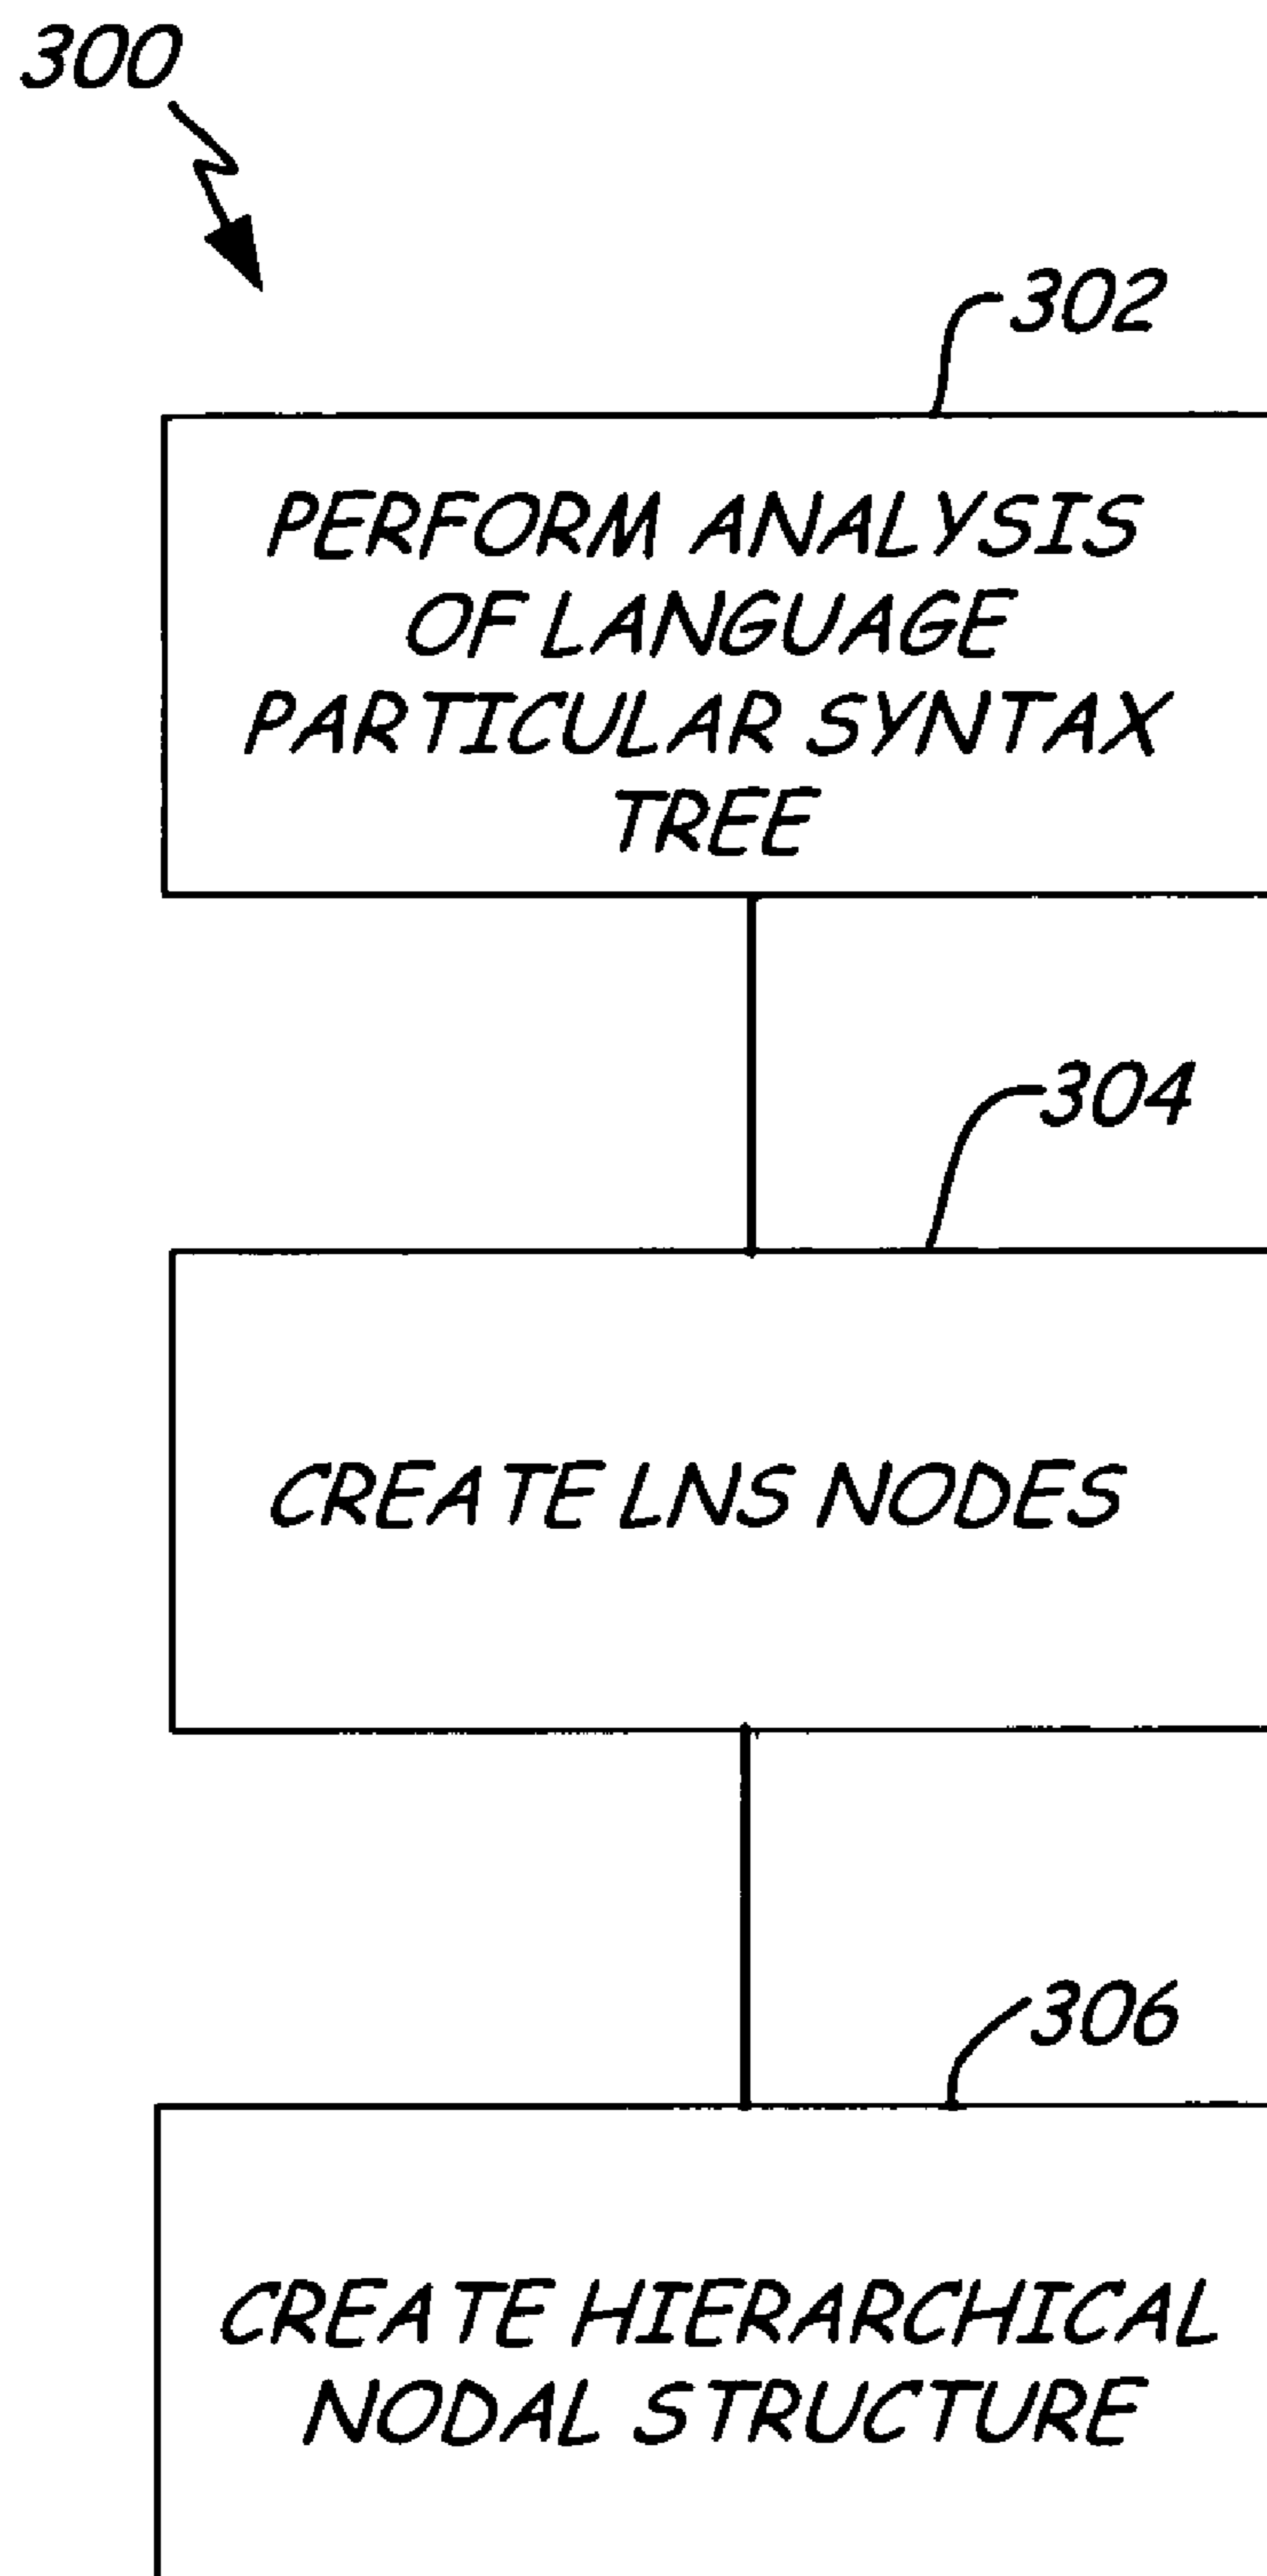 300
302
PERFORM ANALYSIS
OF LANGUAGE
PARTICULAR SYNTAX
TREE
304
CREATE LNS NODES
306
CREATE HIERARCHICAL
NODAL STRUCTURE